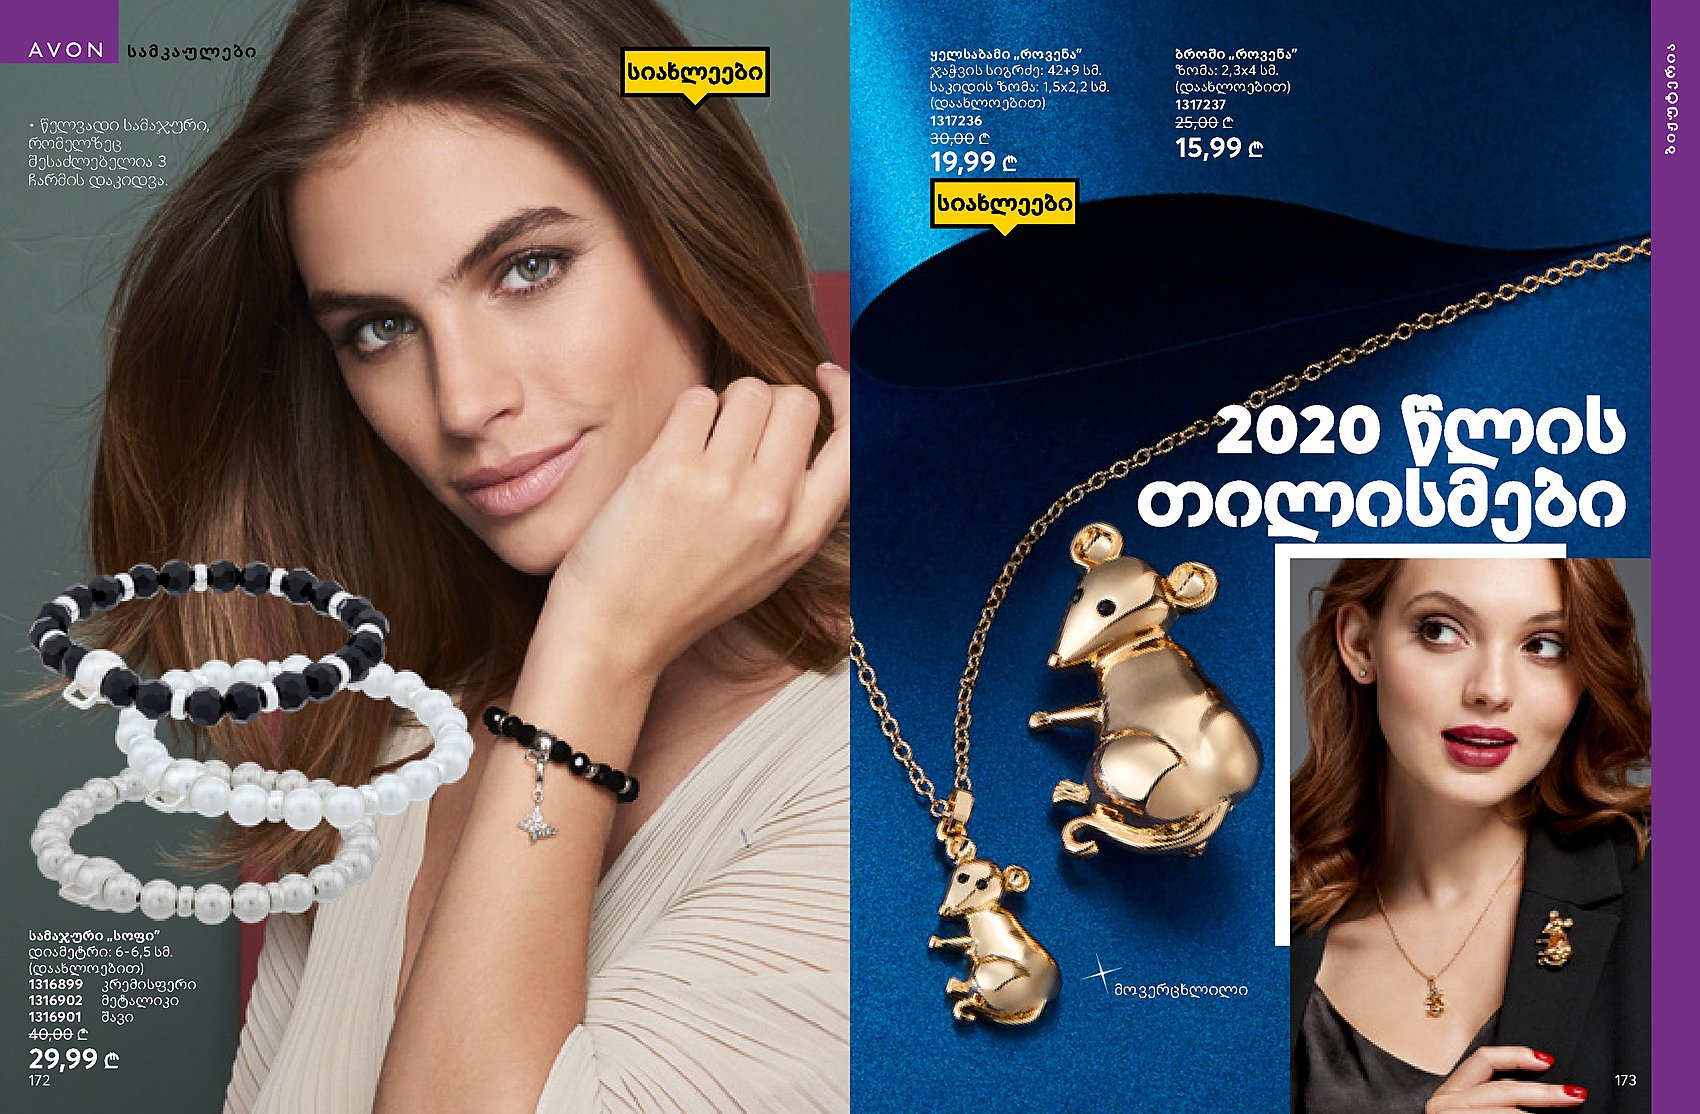 AVON
სამკაულები
სიახლეები
• წელვადი სამაჯური,
რომელზეც
შესაძლებელია 3
ჩარმის დაკიდვა.
სამაჯური „სოფი”
დიამეტრი: 6-6,5 სმ.
(დაახლოებით)
1316899 კრემისფერი
1316902 მეტალიკი
1316901 შავი
40,00 ₾
29,99 ₾
172
ყელსაბამი „როვენა”
ჯაჭვის სიგრძე: 42+9 სმ.
საკიდის ზომა: 1,5x2,2 სმ.
(დაახლოებით)
1317236
30,00 ₾
19,99 ₾
სიახლეები
ბროში „როვენა”
ზომა: 2,3x4 სმ.
(დაახლოებით)
1317237
25,00 ₾
15,99 ₾
ბიჟუტერია
2020 წლის
თილისმები
მოვერცხლილი
173